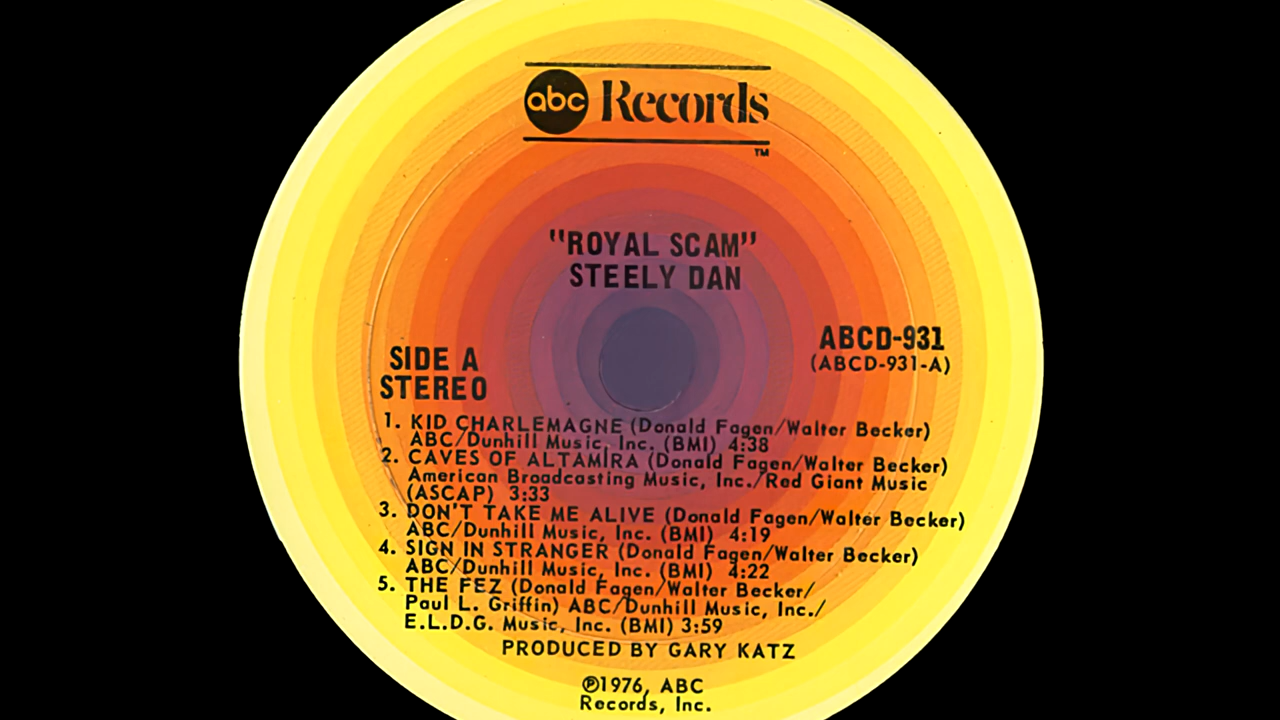 abc Records
TM
"ROYAL SCAM"
STEELY DAN
ABCD-931
(ABCD-931-A)
SIDE A
STEREO
1. KID CHARLEMAGNE (Donald Fagen/Walter Becker)
ABC/Dunhill Music, Inc. (BMI) 4:38
2. CAVES OF ALTAMIRA (Donald Fagen/Walter Becker)
American Broadcasting Music, Inc./Red Giant Music
(ASCAP) 3:33
3. DON'T TAKE ME ALIVE (Donald Fagen/Walter Becker)
ABC/Dunhill Music, Inc. (BMI) 4:19
4. SIGN IN STRANGER (Donald Fagen/Walter Becker)
ABC/Dunhill Music, Inc. (BMI) 4:22
5. THE FEZ (Donald Fagen/Walter Becker/
Paul L. Griffin) ABC/Dunhill Music, Inc./
E.L.D.G. Music, Inc. (BMI) 3:59
PRODUCED BY GARY KATZ
℗1976, ABC
Records, Inc.